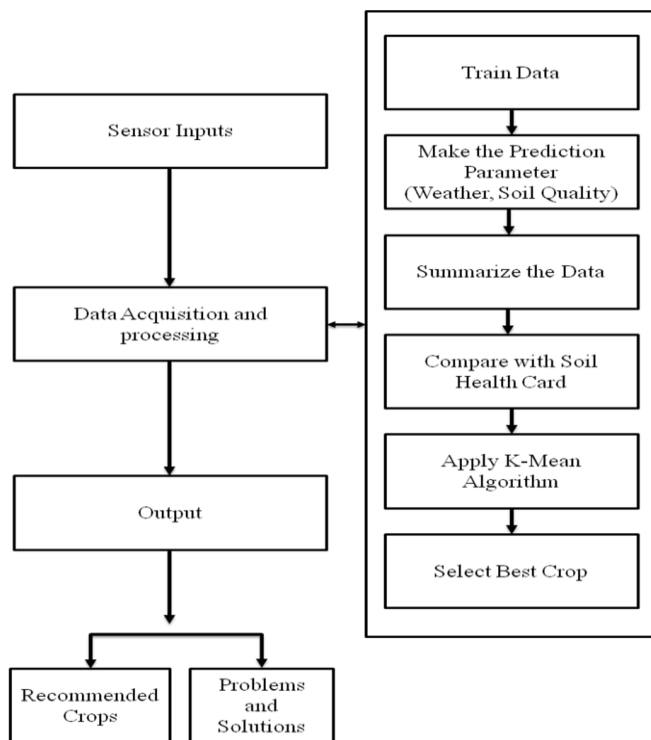 Sensor Inputs
Data Acquisition and
processing
Output
Recommended
Crops
Problems
and
Solutions
Train Data
Make the Prediction
Parameter
(Weather, Soil Quality)
Summarize the Data
Compare with Soil
Health Card
Apply K-Mean
Algorithm
Select Best Crop